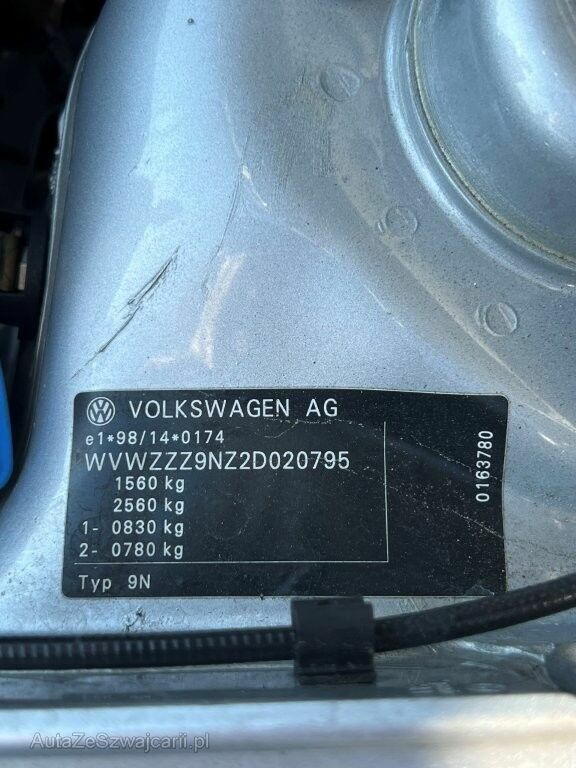 VOLKSWAGEN AG
e1*98/14*0174
WVWZZZ9NZ2D020795
1560 kg
2560 kg
1- 0830 kg
2- 0780 kg
Typ 9N
0163780
AutaZeSzwajcarii.pl